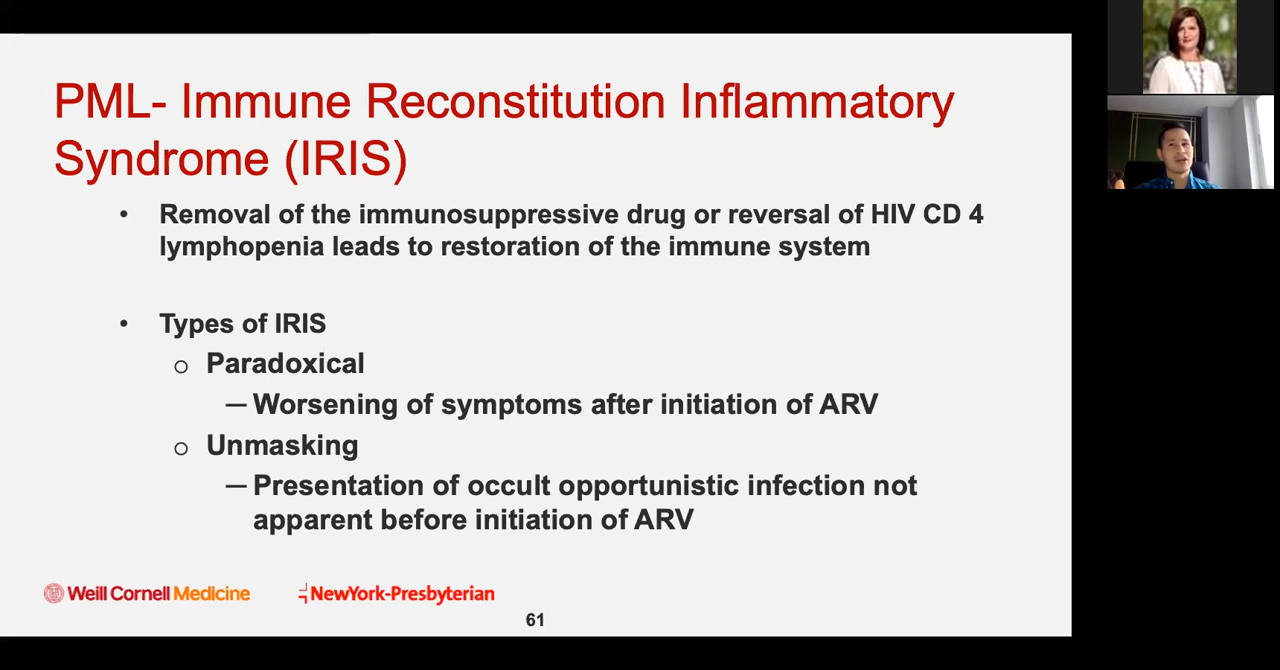 PML- Immune Reconstitution Inflammatory
Syndrome (IRIS)
• Removal of the immunosuppressive drug or reversal of HIV CD 4
lymphopenia leads to restoration of the immune system
• Types of IRIS
o Paradoxical
— Worsening of symptoms after initiation of ARV
o Unmasking
— Presentation of occult opportunistic infection not
apparent before initiation of ARV
Weill Cornell Medicine
NewYork-Presbyterian
61